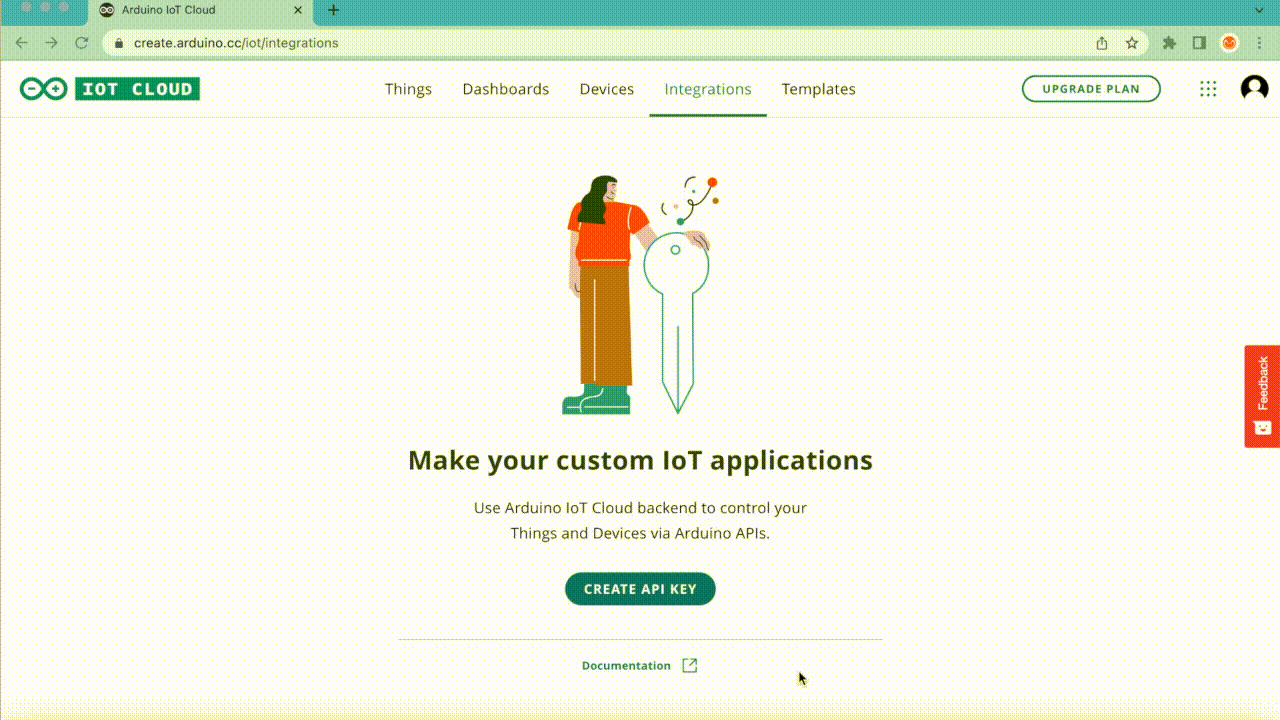 Arduino IoT Cloud
create.arduino.cc/iot/integrations
IOT CLOUD
Things
Dashboards
Devices
Integrations
Templates
UPGRADE PLAN
Feedback
Make your custom IoT applications
Use Arduino IoT Cloud backend to control your
Things and Devices via Arduino APIs.
CREATE API KEY
Documentation